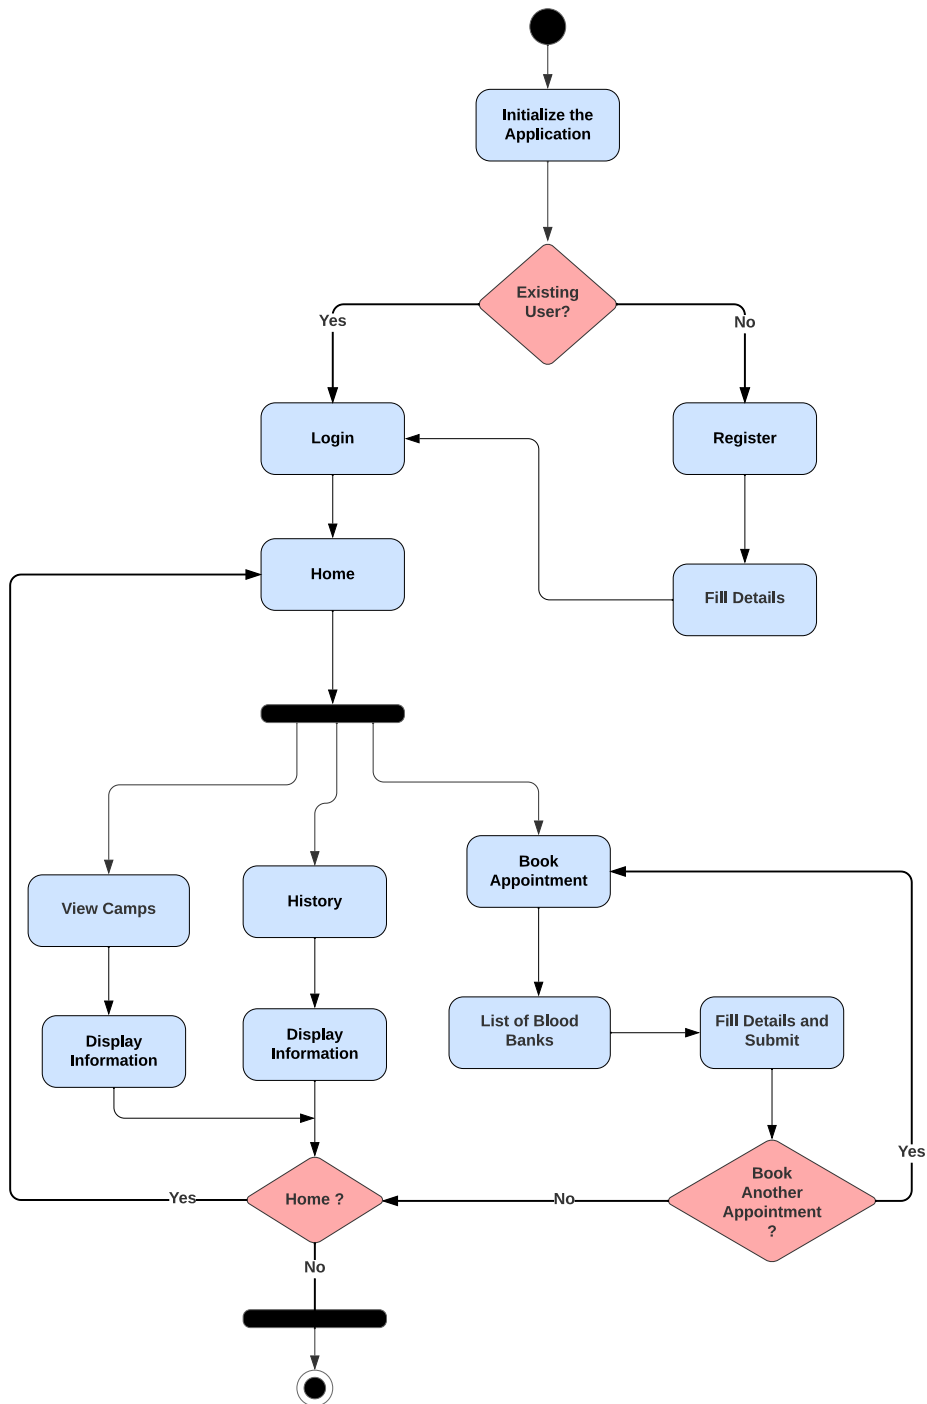 Initialize the
Application
Existing
User?
Yes
No
Login
Register
Home
Fill Details
Book
Appointment
View Camps
History
List of Blood
Banks
Fill Details and
Submit
Display
Information
Display
Information
Yes
Book
Another
Appointment
?
Home ?
Yes
No
No